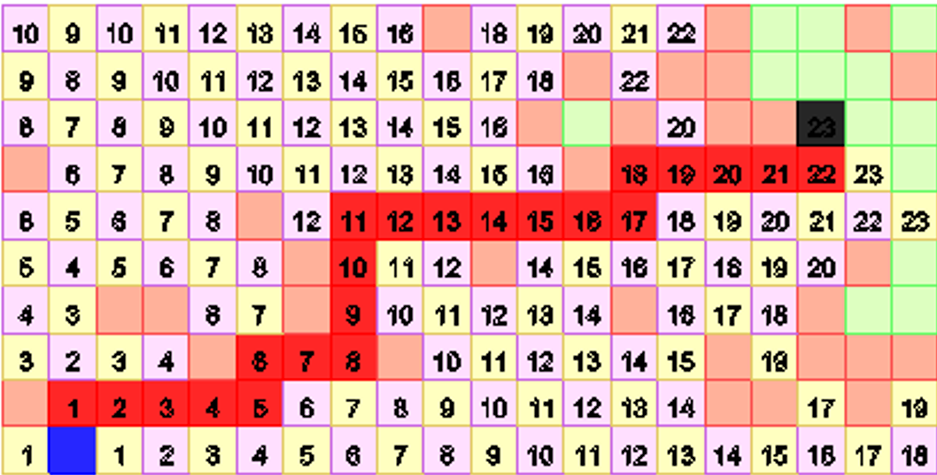 10 9 10 11 12 13 14 15 16 18 19 20 21 22
9 8 9 10 11 12 13 14 15 16 17 18 22
8 7 8 9 10 11 12 13 14 15 16 20 23
6 7 8 9 10 11 12 13 14 15 16 18 19 20 21 22 23
6 5 6 7 8 12 11 12 13 14 15 16 17 18 19 20 21 22 23
5 4 5 6 7 8 10 11 12 14 15 16 17 18 19 20
4 3 8 7 9 10 11 12 13 14 16 17 18
3 2 3 4 6 7 8 10 11 12 13 14 15 19
1 2 3 4 5 6 7 8 9 10 11 12 13 14 17 19
1 1 2 3 4 5 6 7 8 9 10 11 12 13 14 15 16 17 18